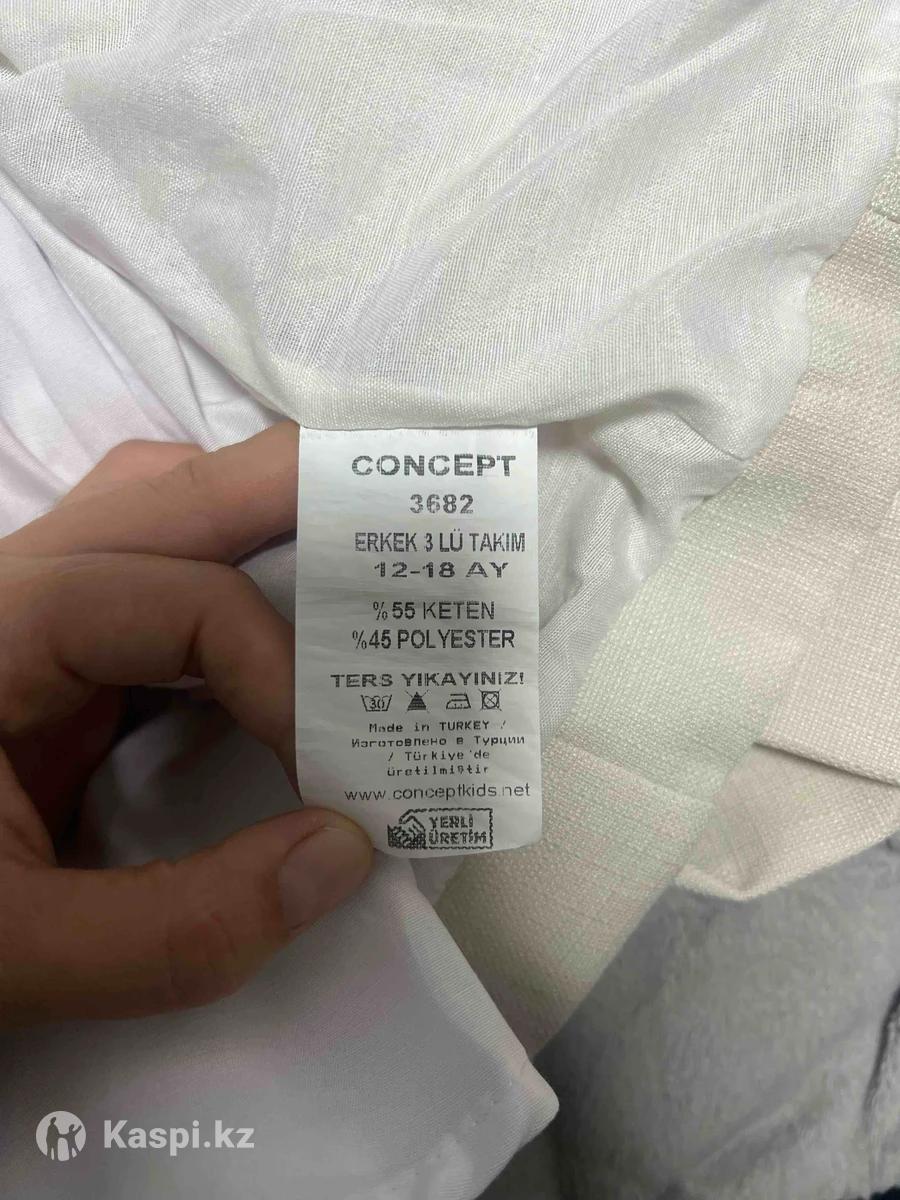 CONCEPT
3682
ERKEK 3 LÜ TAKIM
12-18 AY
%55 KETEN
%45 POLYESTER
TERS YIKAYINIZ!
30
Made in TURKEY /
Изготовлено в Турции
/ Türkiye'de
üretilmiştir
www.conceptkids.net
YERLİ
ÜRETİM
Kaspi.kz